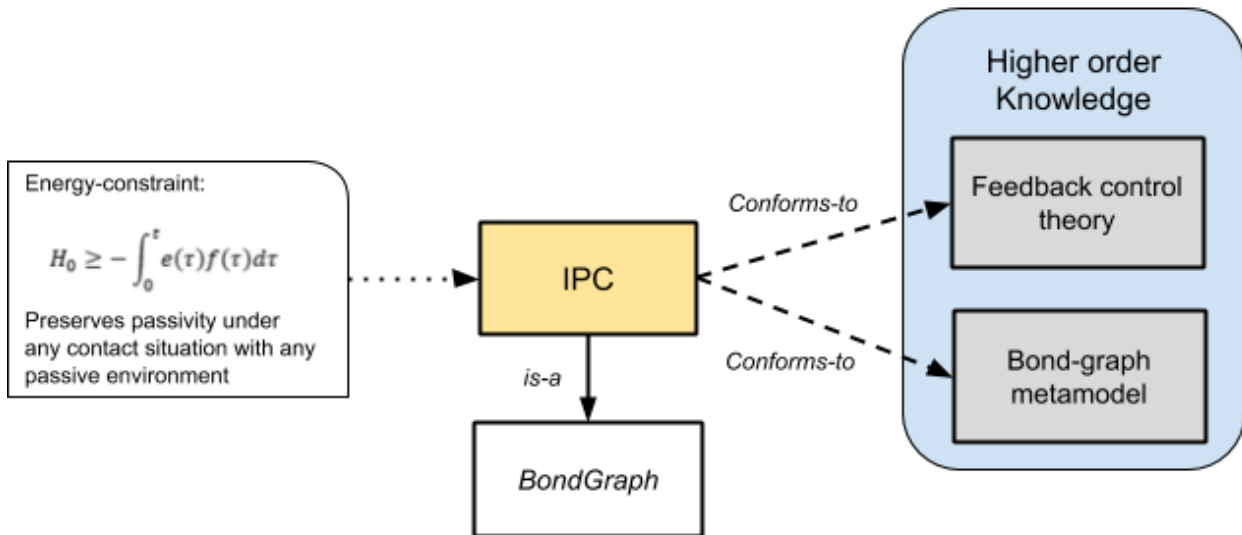 Higher order
Knowledge
Energy-constraint:
H₀ ≥ − ∫₀ᵗ e(τ)f(τ)dτ
Preserves passivity under
any contact situation with any
passive environment
IPC
Conforms-to
Feedback control
theory
Conforms-to
Bond-graph
metamodel
is-a
BondGraph